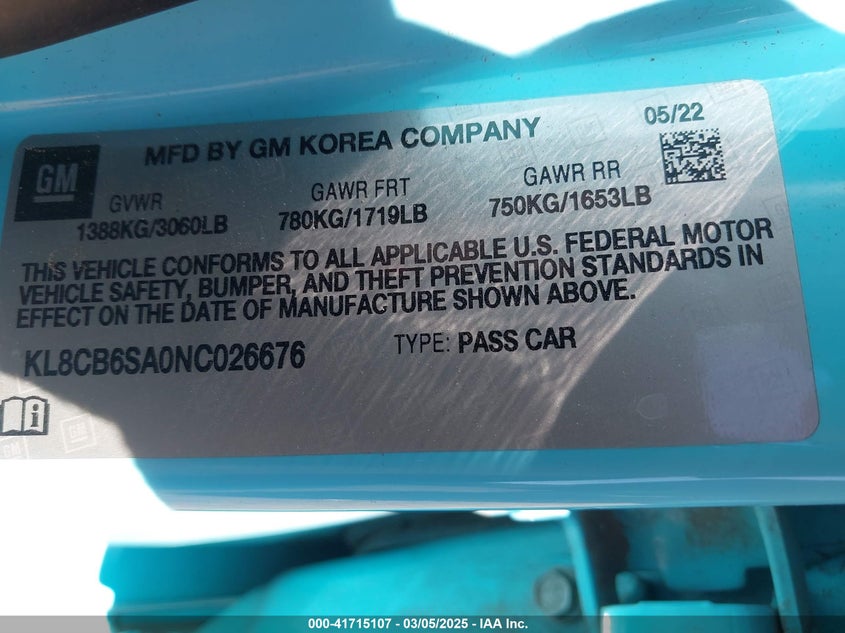 MFD BY GM KOREA COMPANY 05/22
GM
GVWR GAWR FRT GAWR RR
1388KG/3060LB 780KG/1719LB 750KG/1653LB
THIS VEHICLE CONFORMS TO ALL APPLICABLE U.S. FEDERAL MOTOR
VEHICLE SAFETY, BUMPER, AND THEFT PREVENTION STANDARDS IN
EFFECT ON THE DATE OF MANUFACTURE SHOWN ABOVE.
KL8CB6SA0NC026676 TYPE: PASS CAR
GM
000-41715107 - 03/05/2025 - IAA Inc.